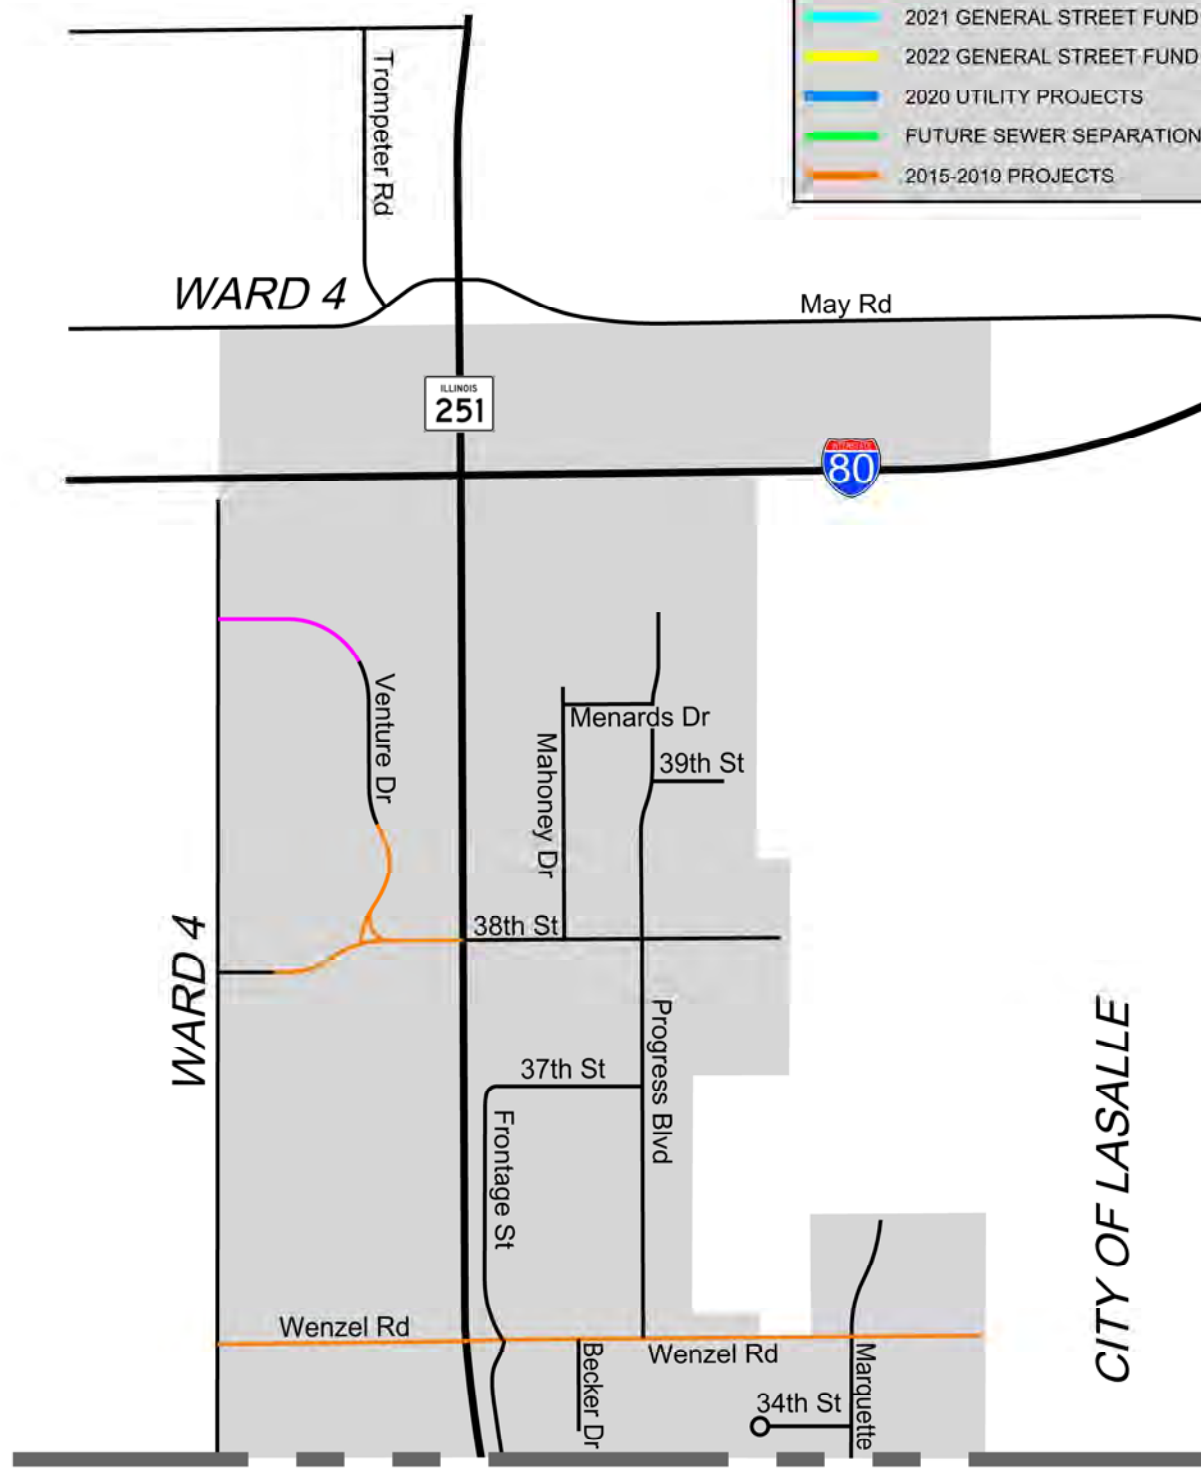 2021 GENERAL STREET FUND
2022 GENERAL STREET FUND
2020 UTILITY PROJECTS
FUTURE SEWER SEPARATION
2015-2019 PROJECTS
Trompeter Rd
WARD 4
May Rd
ILLINOIS
251
INTERSTATE
80
Venture Dr
Menards Dr
Mahoney Dr
39th St
38th St
WARD 4
Progress Blvd
37th St
Frontage St
CITY OF LASALLE
Wenzel Rd
Wenzel Rd
Becker Dr
Marquette
34th St